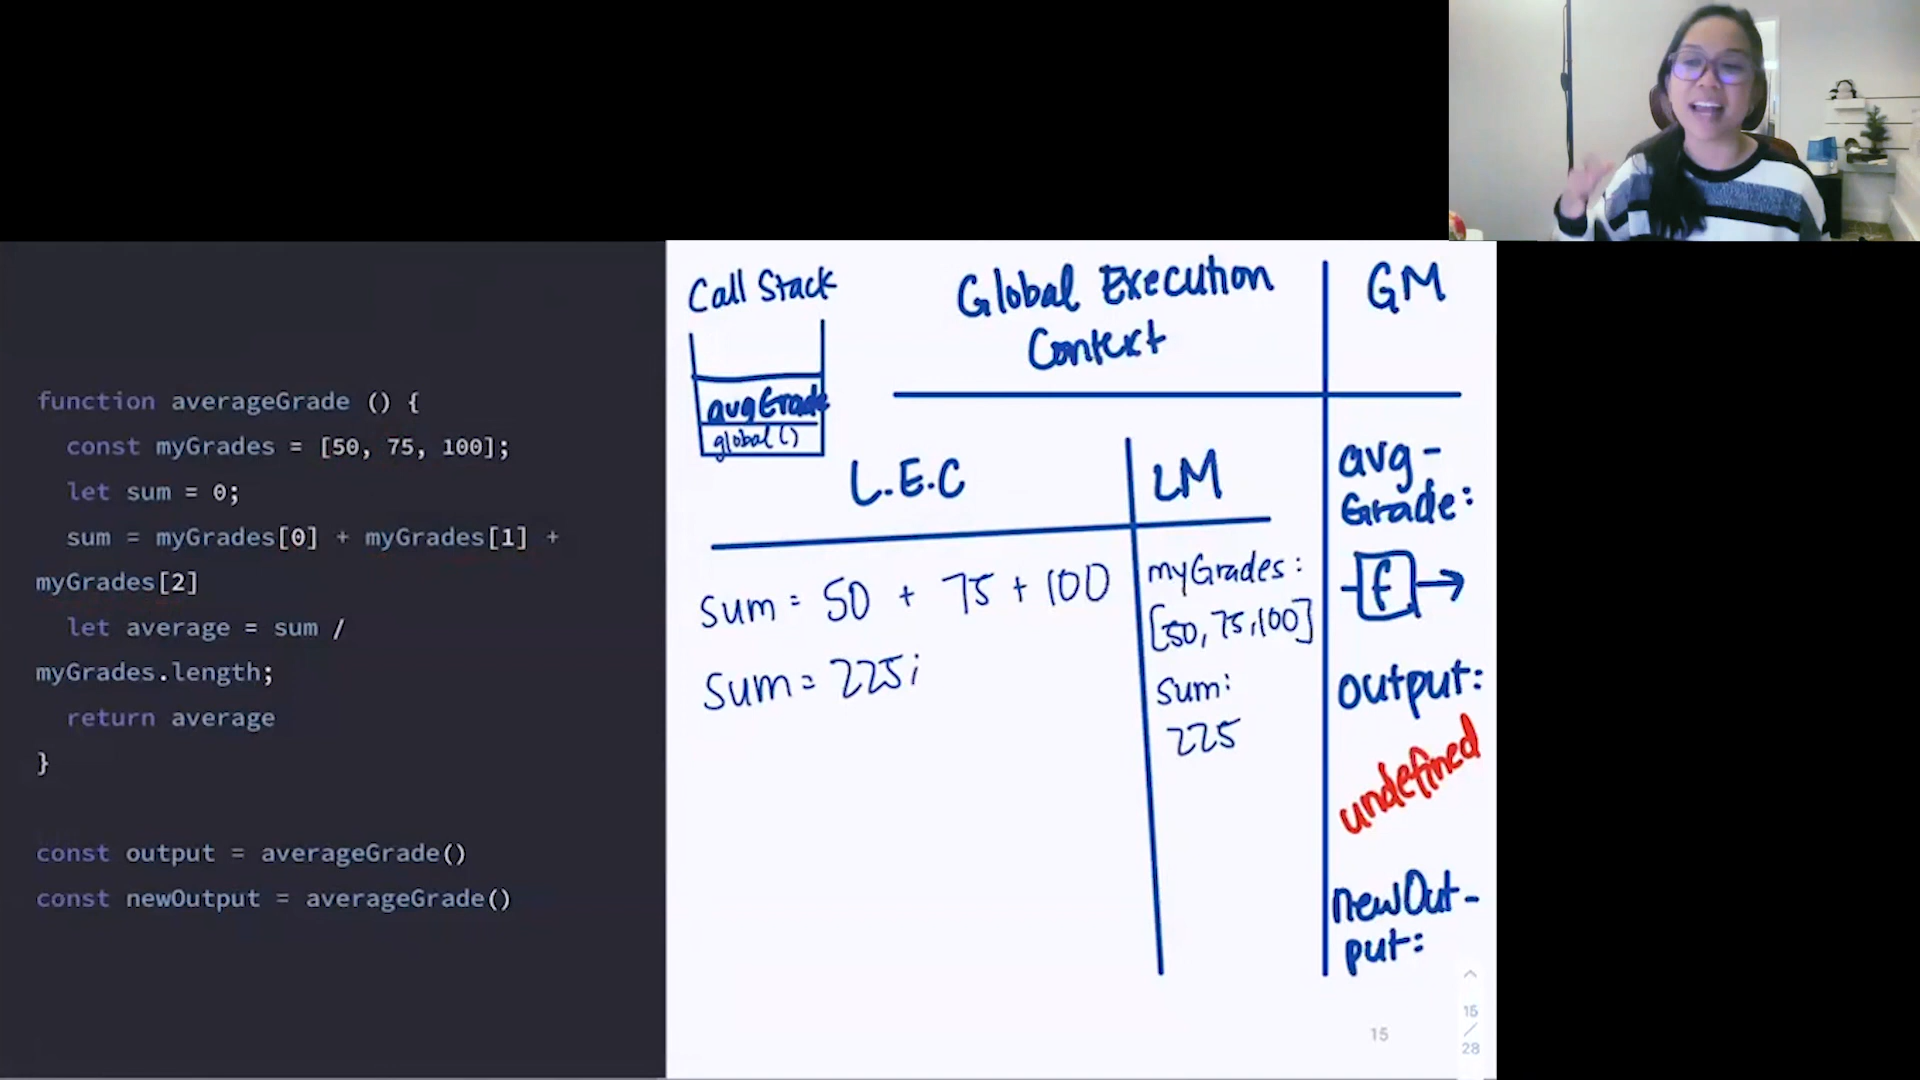 function averageGrade () {
const myGrades = [50, 75, 100];
let sum = 0;
sum = myGrades[0] + myGrades[1] +
myGrades[2]
let average = sum /
myGrades.length;
return average
}
const output = averageGrade()
const newOutput = averageGrade()
Call Stack
avgGrade
global()
Global Execution
Context
GM
L.E.C
LM
sum = 50 + 75 + 100
sum = 225;
myGrades:
[50, 75, 100]
sum:
225
avg-
Grade:
f
output:
undefined
newOut-
put:
15
15
/
28